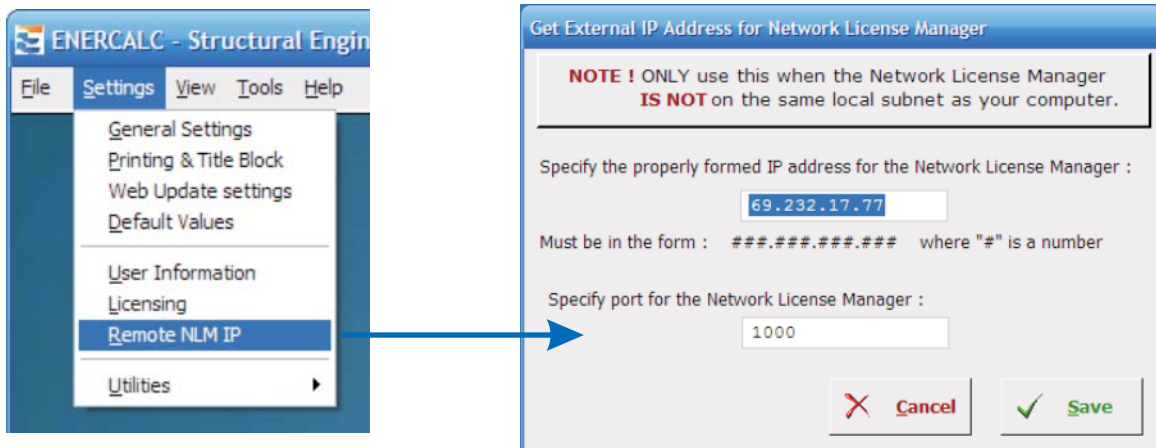 ENERCALC - Structural Engin
File Settings View Tools Help
General Settings
Printing & Title Block
Web Update settings
Default Values
User Information
Licensing
Remote NLM IP
Utilities
Get External IP Address for Network License Manager
NOTE ! ONLY use this when the Network License Manager
IS NOT on the same local subnet as your computer.
Specify the properly formed IP address for the Network License Manager :
69.232.17.77
Must be in the form : ###.###.###.### where "#" is a number
Specify port for the Network License Manager :
1000
Cancel Save